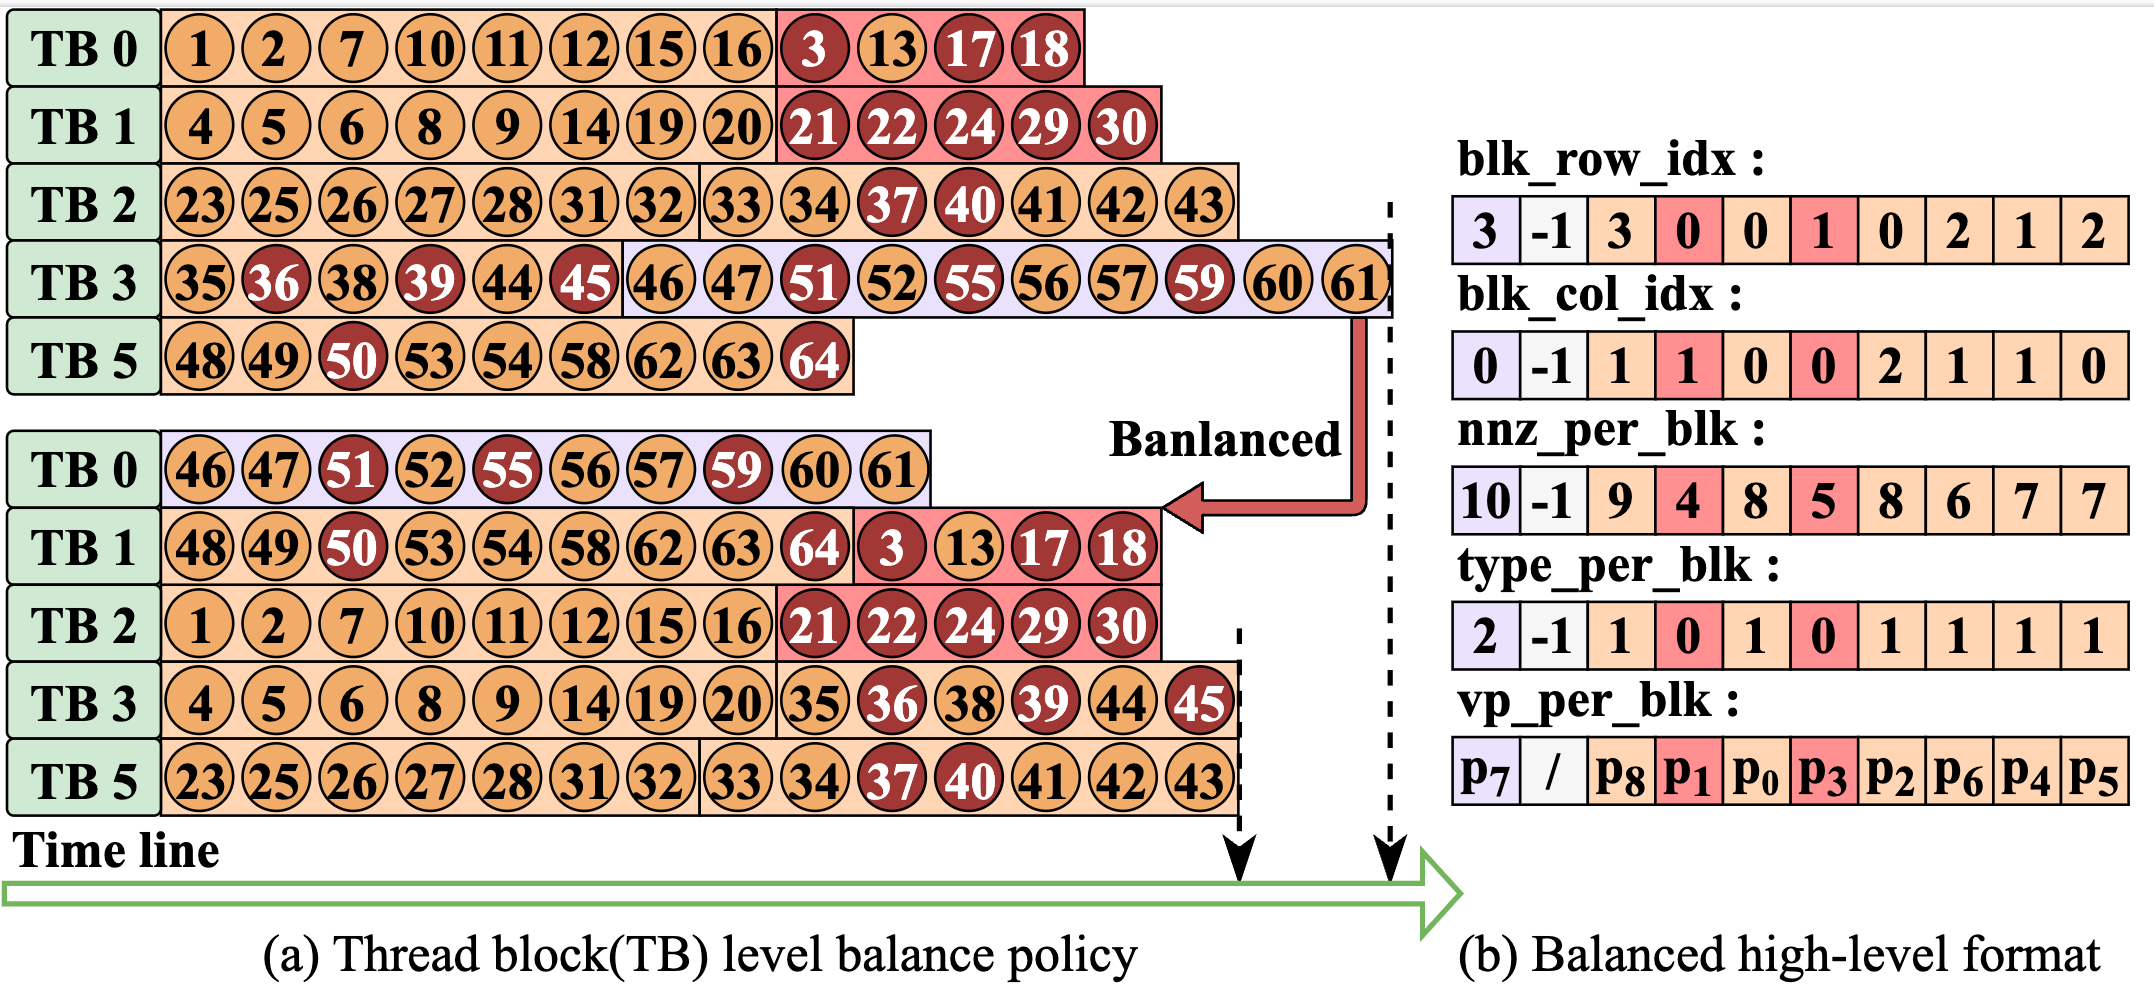 TB 0 1 2 7 10 11 12 15 16 3 13 17 18
TB 1 4 5 6 8 9 14 19 20 21 22 24 29 30
TB 2 23 25 26 27 28 31 32 33 34 37 40 41 42 43
TB 3 35 36 38 39 44 45 46 47 51 52 55 56 57 59 60 61
TB 5 48 49 50 53 54 58 62 63 64
Banlanced
TB 0 46 47 51 52 55 56 57 59 60 61
TB 1 48 49 50 53 54 58 62 63 64 3 13 17 18
TB 2 1 2 7 10 11 12 15 16 21 22 24 29 30
TB 3 4 5 6 8 9 14 19 20 35 36 38 39 44 45
TB 5 23 25 26 27 28 31 32 33 34 37 40 41 42 43
Time line
(a) Thread block(TB) level balance policy
blk_row_idx :
3 -1 3 0 0 1 0 2 1 2
blk_col_idx :
0 -1 1 1 0 0 2 1 1 0
nnz_per_blk :
10 -1 9 4 8 5 8 6 7 7
type_per_blk :
2 -1 1 0 1 0 1 1 1 1
vp_per_blk :
p7 / p8 p1 p0 p3 p2 p6 p4 p5
(b) Balanced high-level format